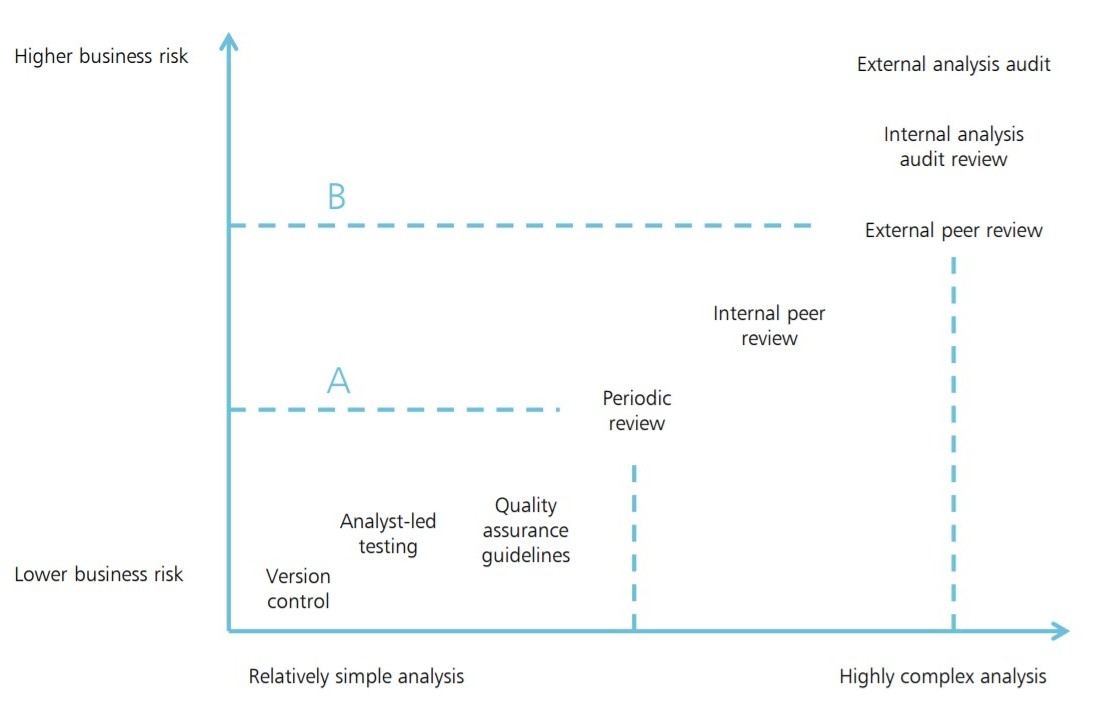 Higher business risk
External analysis audit
Internal analysis
audit review
B
External peer review
Internal peer
review
A
Periodic
review
Quality
assurance
guidelines
Analyst-led
testing
Version
control
Lower business risk
Relatively simple analysis
Highly complex analysis